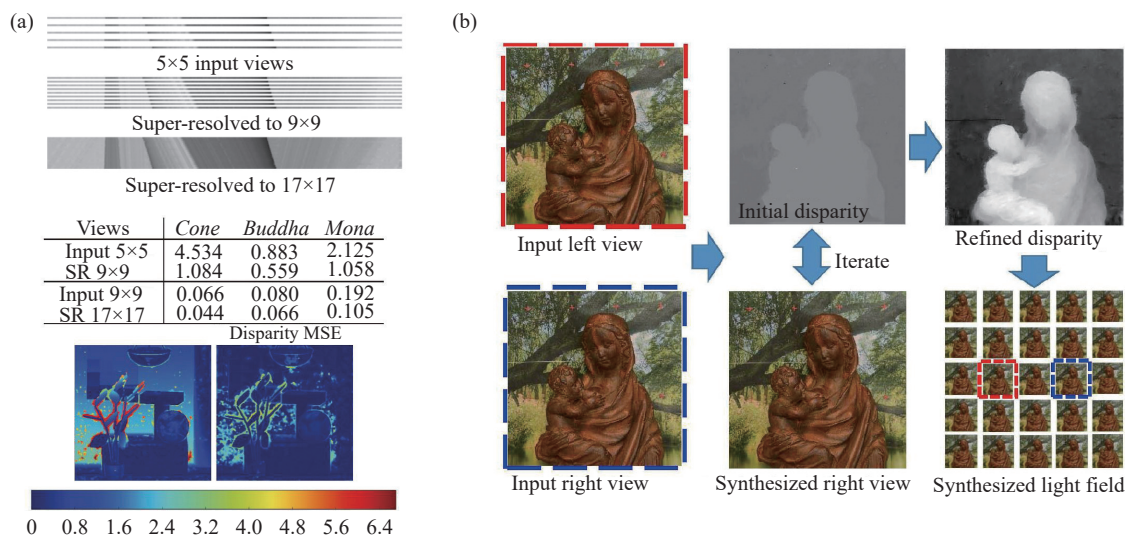 (a)
5×5 input views
Super-resolved to 9×9
Super-resolved to 17×17
Views Cone Buddha Mona
Input 5×5 4.534 0.883 2.125
SR 9×9 1.084 0.559 1.058
Input 9×9 0.066 0.080 0.192
SR 17×17 0.044 0.066 0.105
Disparity MSE
0 0.8 1.6 2.4 3.2 4.0 4.8 5.6 6.4
(b)
Input left view
Initial disparity
Refined disparity
Iterate
Input right view
Synthesized right view
Synthesized light field